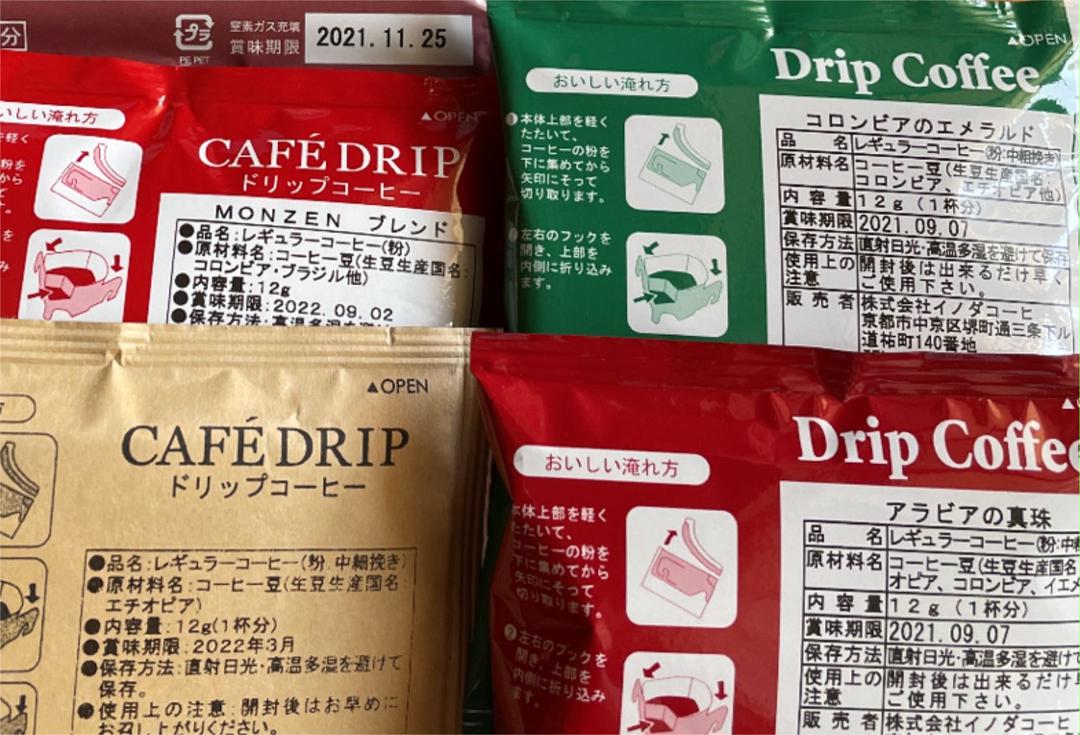 分
プラ
PE, PET
窒素ガス充填
賞味期限 2021.11.25
いしい淹れ方
▲OPEN
CAFÉ DRIP
ドリップコーヒー
MONZEN ブレンド
●品名:レギュラーコーヒー(粉)
●原材料名:コーヒー豆(生豆生産国名:
コロンビア・ブラジル他)
●内容量:12g
●賞味期限:2022.09.02
●保存方法:高温多湿を避け
▲OPEN
Drip Coffee
おいしい淹れ方
❶本体上部を軽く
たたいて、
コーヒーの粉を
下に集めてから
矢印にそって
切り取ります。
❷左右のフックを
開き、上部を
内側に折り込み
ます。
コロンビアのエメラルド
品名 レギュラーコーヒー(粉:中粗挽き)
原材料名 コーヒー豆(生豆生産国名:
コロンビア、エチオピア他)
内容量 12g(1杯分)
賞味期限 2021.09.07
保存方法 直射日光・高温多湿を避けて保存
使用上の注意 開封後は出来るだけ早く
ご使用下さい。
販売者 株式会社イノダコーヒ
京都市中京区堺町通三条下ル
道祐町140番地
▲OPEN
CAFÉ DRIP
ドリップコーヒー
●品名:レギュラーコーヒー(粉.中細挽き)
●原材料名:コーヒー豆(生豆生産国名:
エチオピア)
●内容量:12g(1杯分)
●賞味期限:2022年3月
●保存方法:直射日光・高温多湿を避けて
保存。
●使用上の注意:開封後はお早めに
お召し上がりください。
Drip Coffee
おいしい淹れ方
本体上部を軽く
たたいて、
コーヒーの粉を
下に集めてから
矢印にそって
切り取ります。
❷左右のフックを
開き、上部を
内側に折り込み
ます。
アラビアの真珠
品名 レギュラーコーヒー(粉:中
原材料名 コーヒー豆(生豆生産国名
オピア、コロンビア、イエメ
内容量 12g(1杯分)
賞味期限 2021.09.07
保存方法 直射日光・高温多湿を避けて
使用上の注意 開封後は出来るだけ
ご使用下さい。
販売者 株式会社イノダコーヒ